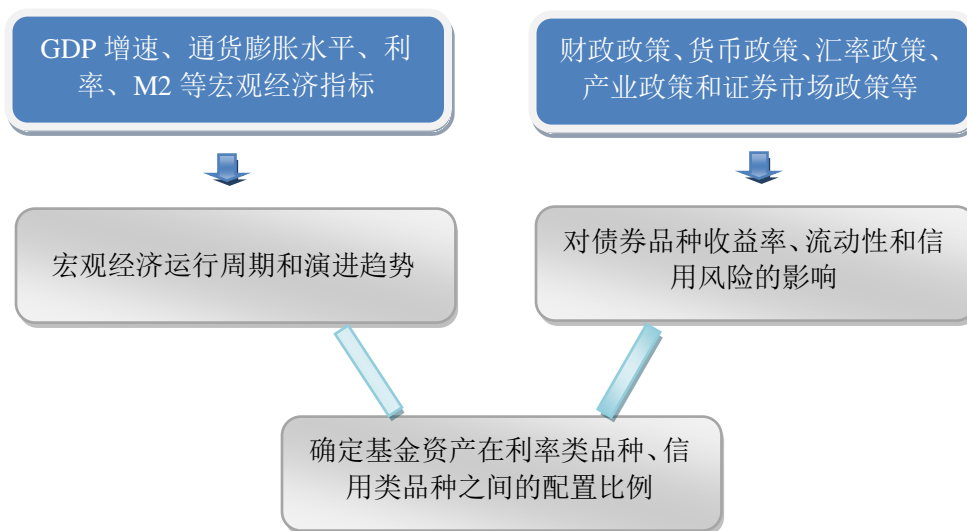 GDP 增速、通货膨胀水平、利
率、M2 等宏观经济指标
财政政策、货币政策、汇率政策、
产业政策和证券市场政策等
宏观经济运行周期和演进趋势
对债券品种收益率、流动性和信
用风险的影响
确定基金资产在利率类品种、信
用类品种之间的配置比例